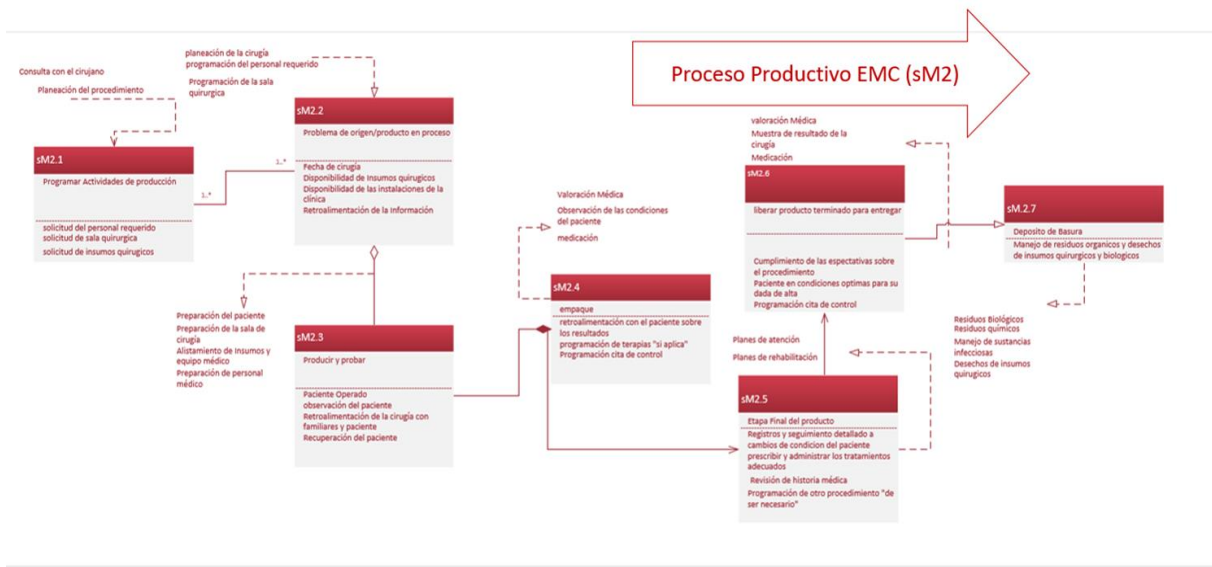 Proceso Productivo EMC (sM2)
Consulta con el cirujano
Planeación del procedimiento
sM2.1
Programar Actividades de producción
solicitud del personal requerido
solicitud de sala quirurgica
solicitud de insumos quirugicos
1..*
1..*
planeación de la cirugía
programación del personal requerido
Programación de la sala
quirurgica
sM2.2
Problema de origen/producto en proceso
Fecha de cirugía
Disponibilidad de Insumos quirugicos
Disponibilidad de las instalaciones de la
clínica
Retroalimentación de la Información
Preparación del paciente
Preparación de la sala de
cirugía
Alistamiento de Insumos y
equipo médico
Preparación de personal
médico
sM2.3
Producir y probar
Paciente Operado
observación del paciente
Retroalimentación de la cirugía con
familiares y paciente
Recuperación del paciente
Valoración Médica
Observación de las condiciones
del paciente
medicación
sM2.4
empaque
retroalimentación con el paciente sobre
los resultados
programación de terapias "si aplica"
Programación cita de control
Planes de atención
Planes de rehabilitación
sM2.5
Etapa Final del producto
Registros y seguimiento detallado a
cambos de condicion del paciente
prescribir y administrar los tratamientos
adecuados
Revisión de historia médica
Programación de otro procedimiento "de
ser necesario"
valoración Médica
Muestra de resultado de la
cirugía
Medicación
sM2.6
liberar producto terminado para entregar
Cumplimiento de las espectativas sobre
el procedimiento
Paciente en condiciones optimas para su
dada de alta
Programación cita de control
sM.2.7
Deposito de Basura
Manejo de residuos organicos y desechos
de insumos quirurgicos y biologicos
Residuos Biológicos
Residuos químicos
Manejo de sustancias
infecciosas
Desechos de insumos
quirugicos